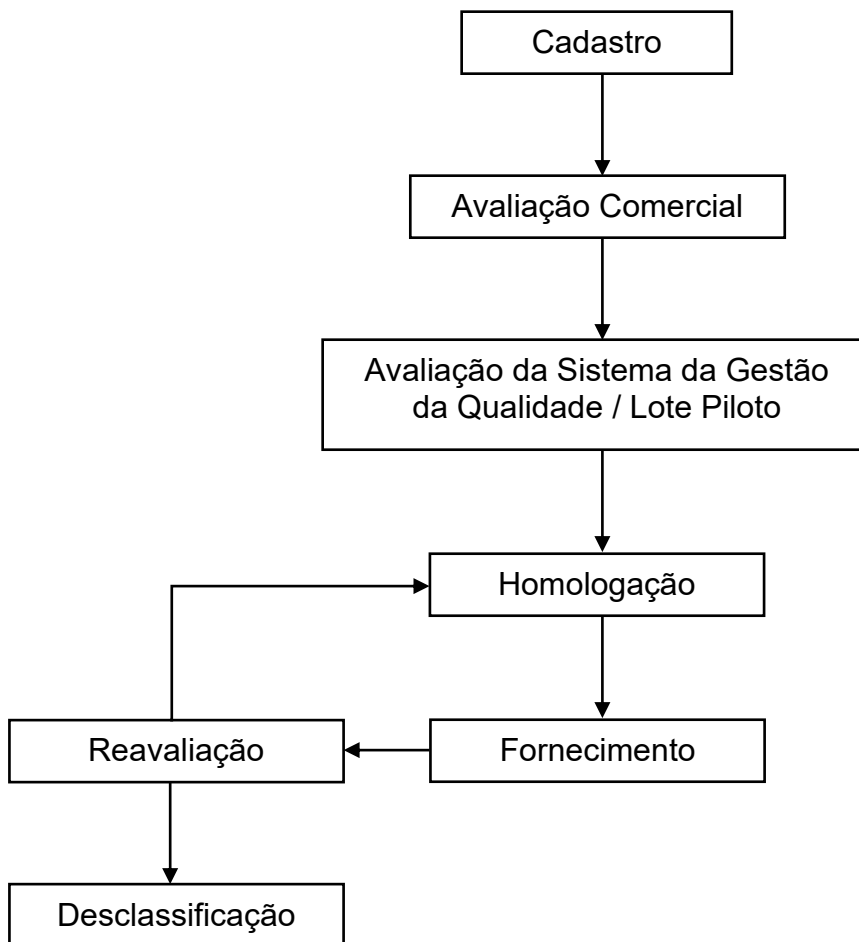 Cadastro
Avaliação Comercial
Avaliação da Sistema da Gestão
da Qualidade / Lote Piloto
Homologação
Reavaliação
Fornecimento
Desclassificação